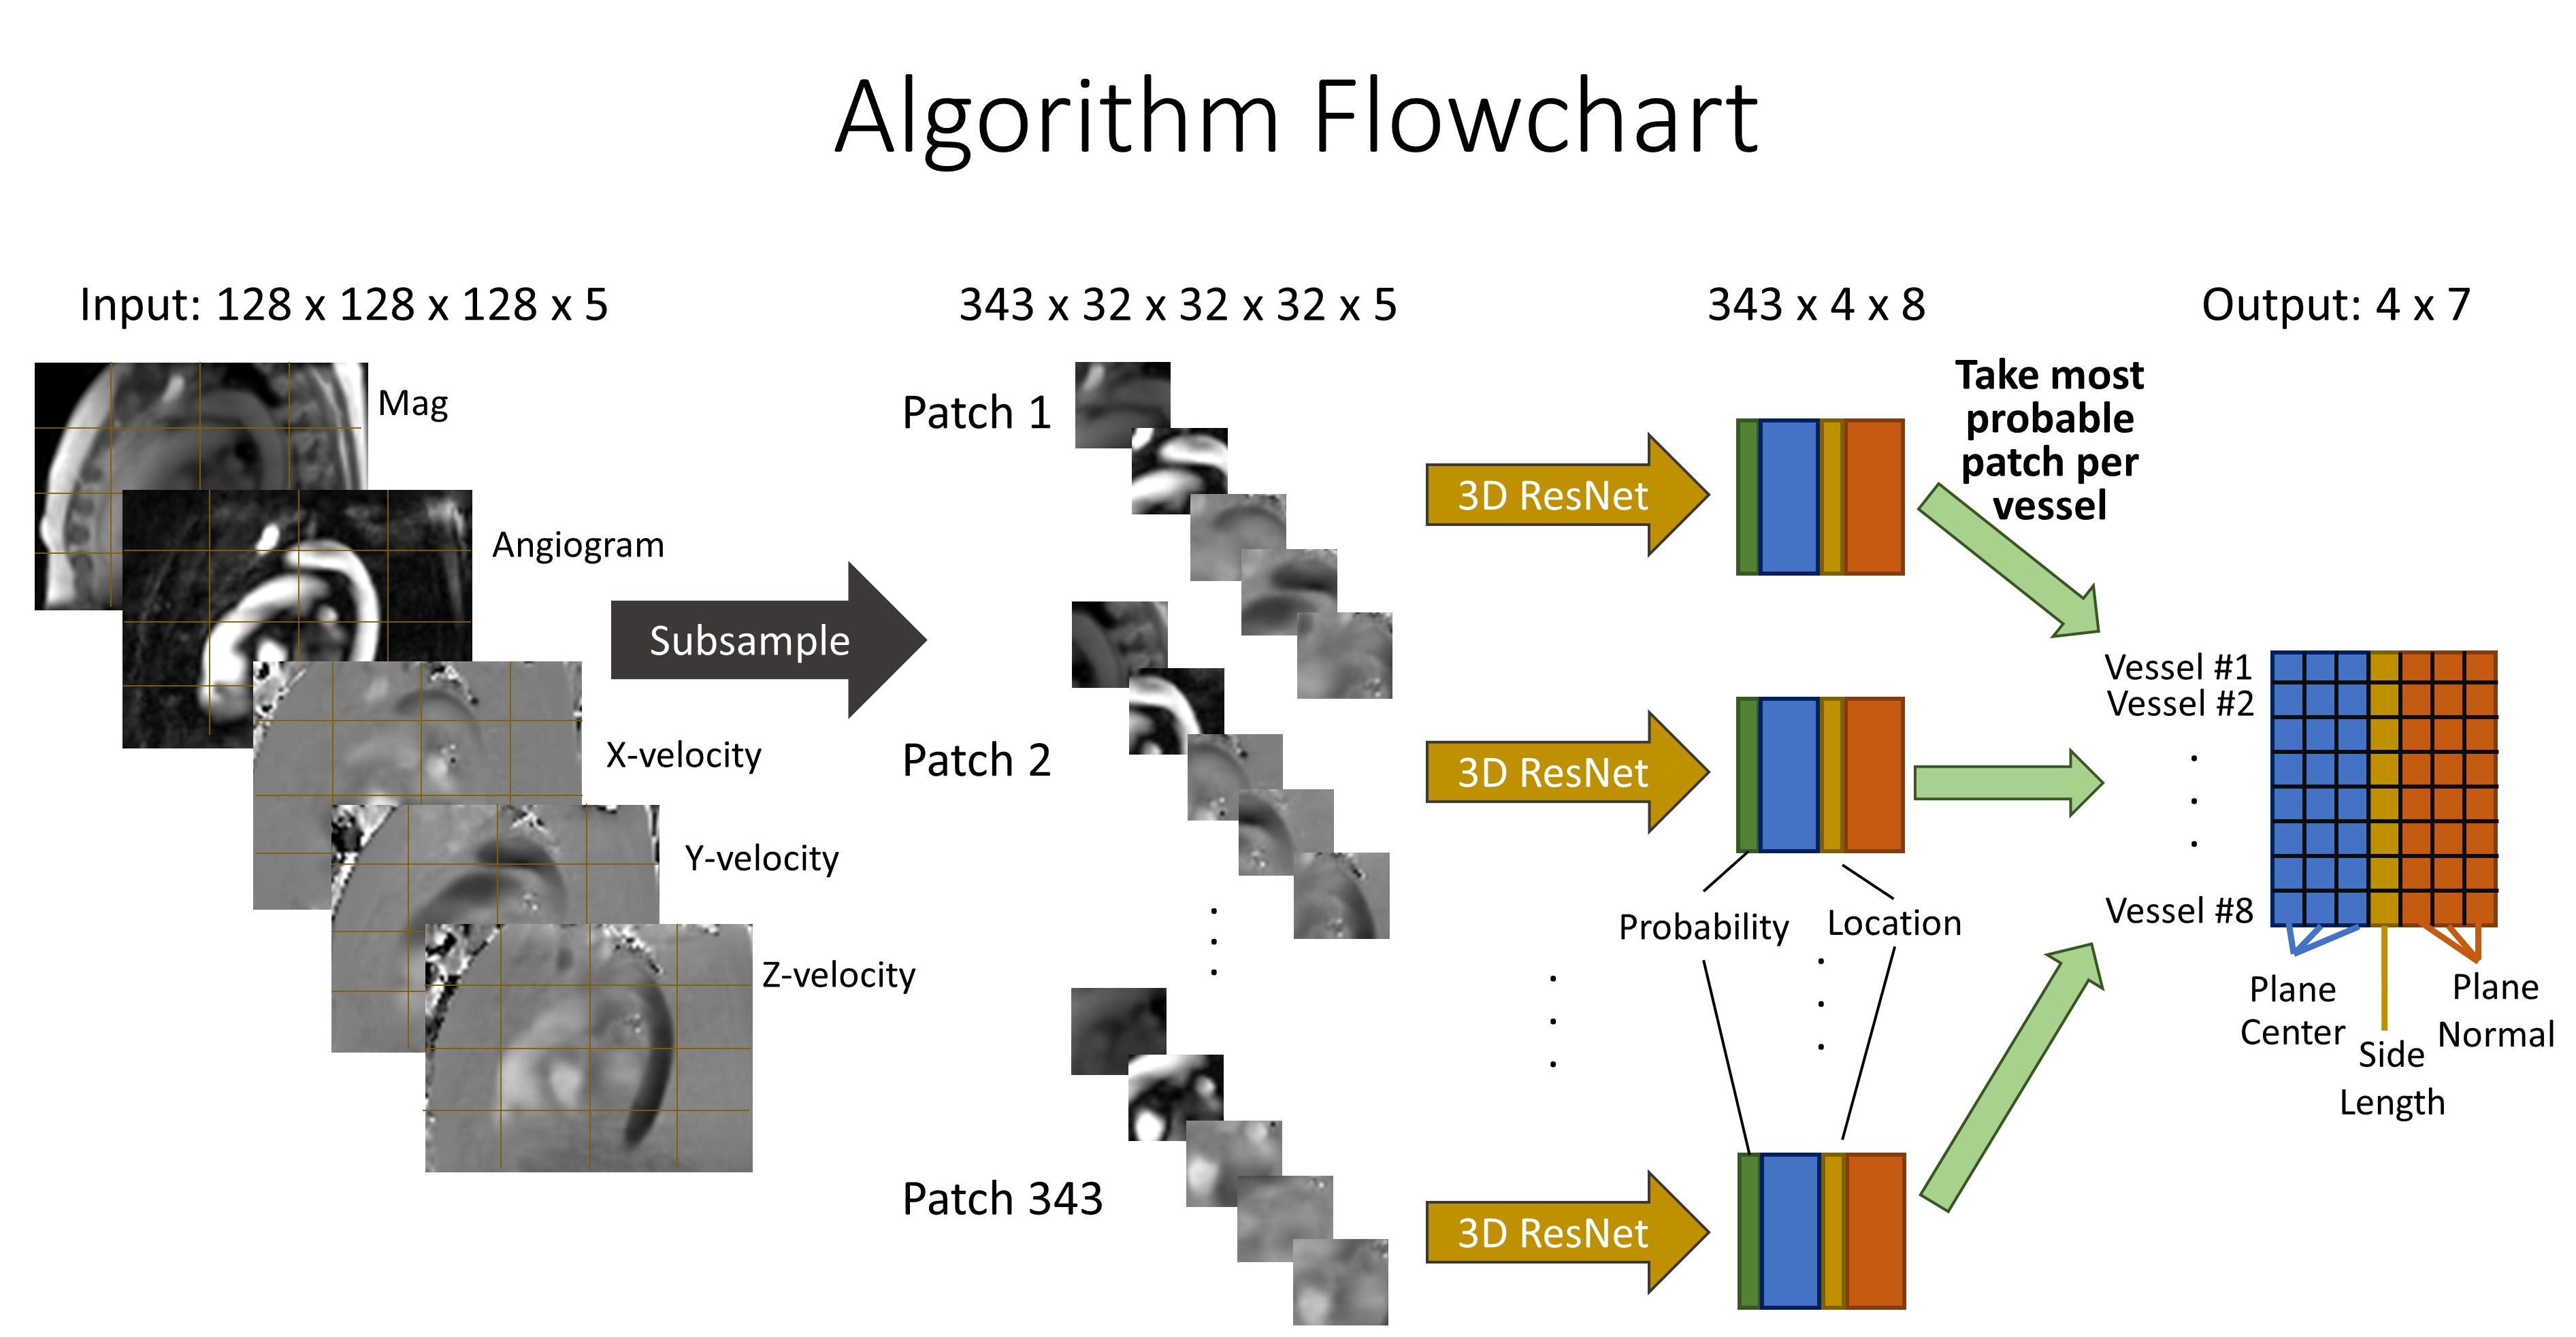 Algorithm Flowchart
Input: 128 x 128 x 128 x 5
343 x 32 x 32 x 32 x 5
343 x 4 x 8
Output: 4 x 7
Mag
Angiogram
X-velocity
Y-velocity
Z-velocity
Subsample
Patch 1
Patch 2
Patch 343
3D ResNet
3D ResNet
3D ResNet
Probability
Location
Take most
probable
patch per
vessel
Vessel #1
Vessel #2
Vessel #8
Plane
Center
Side
Length
Plane
Normal